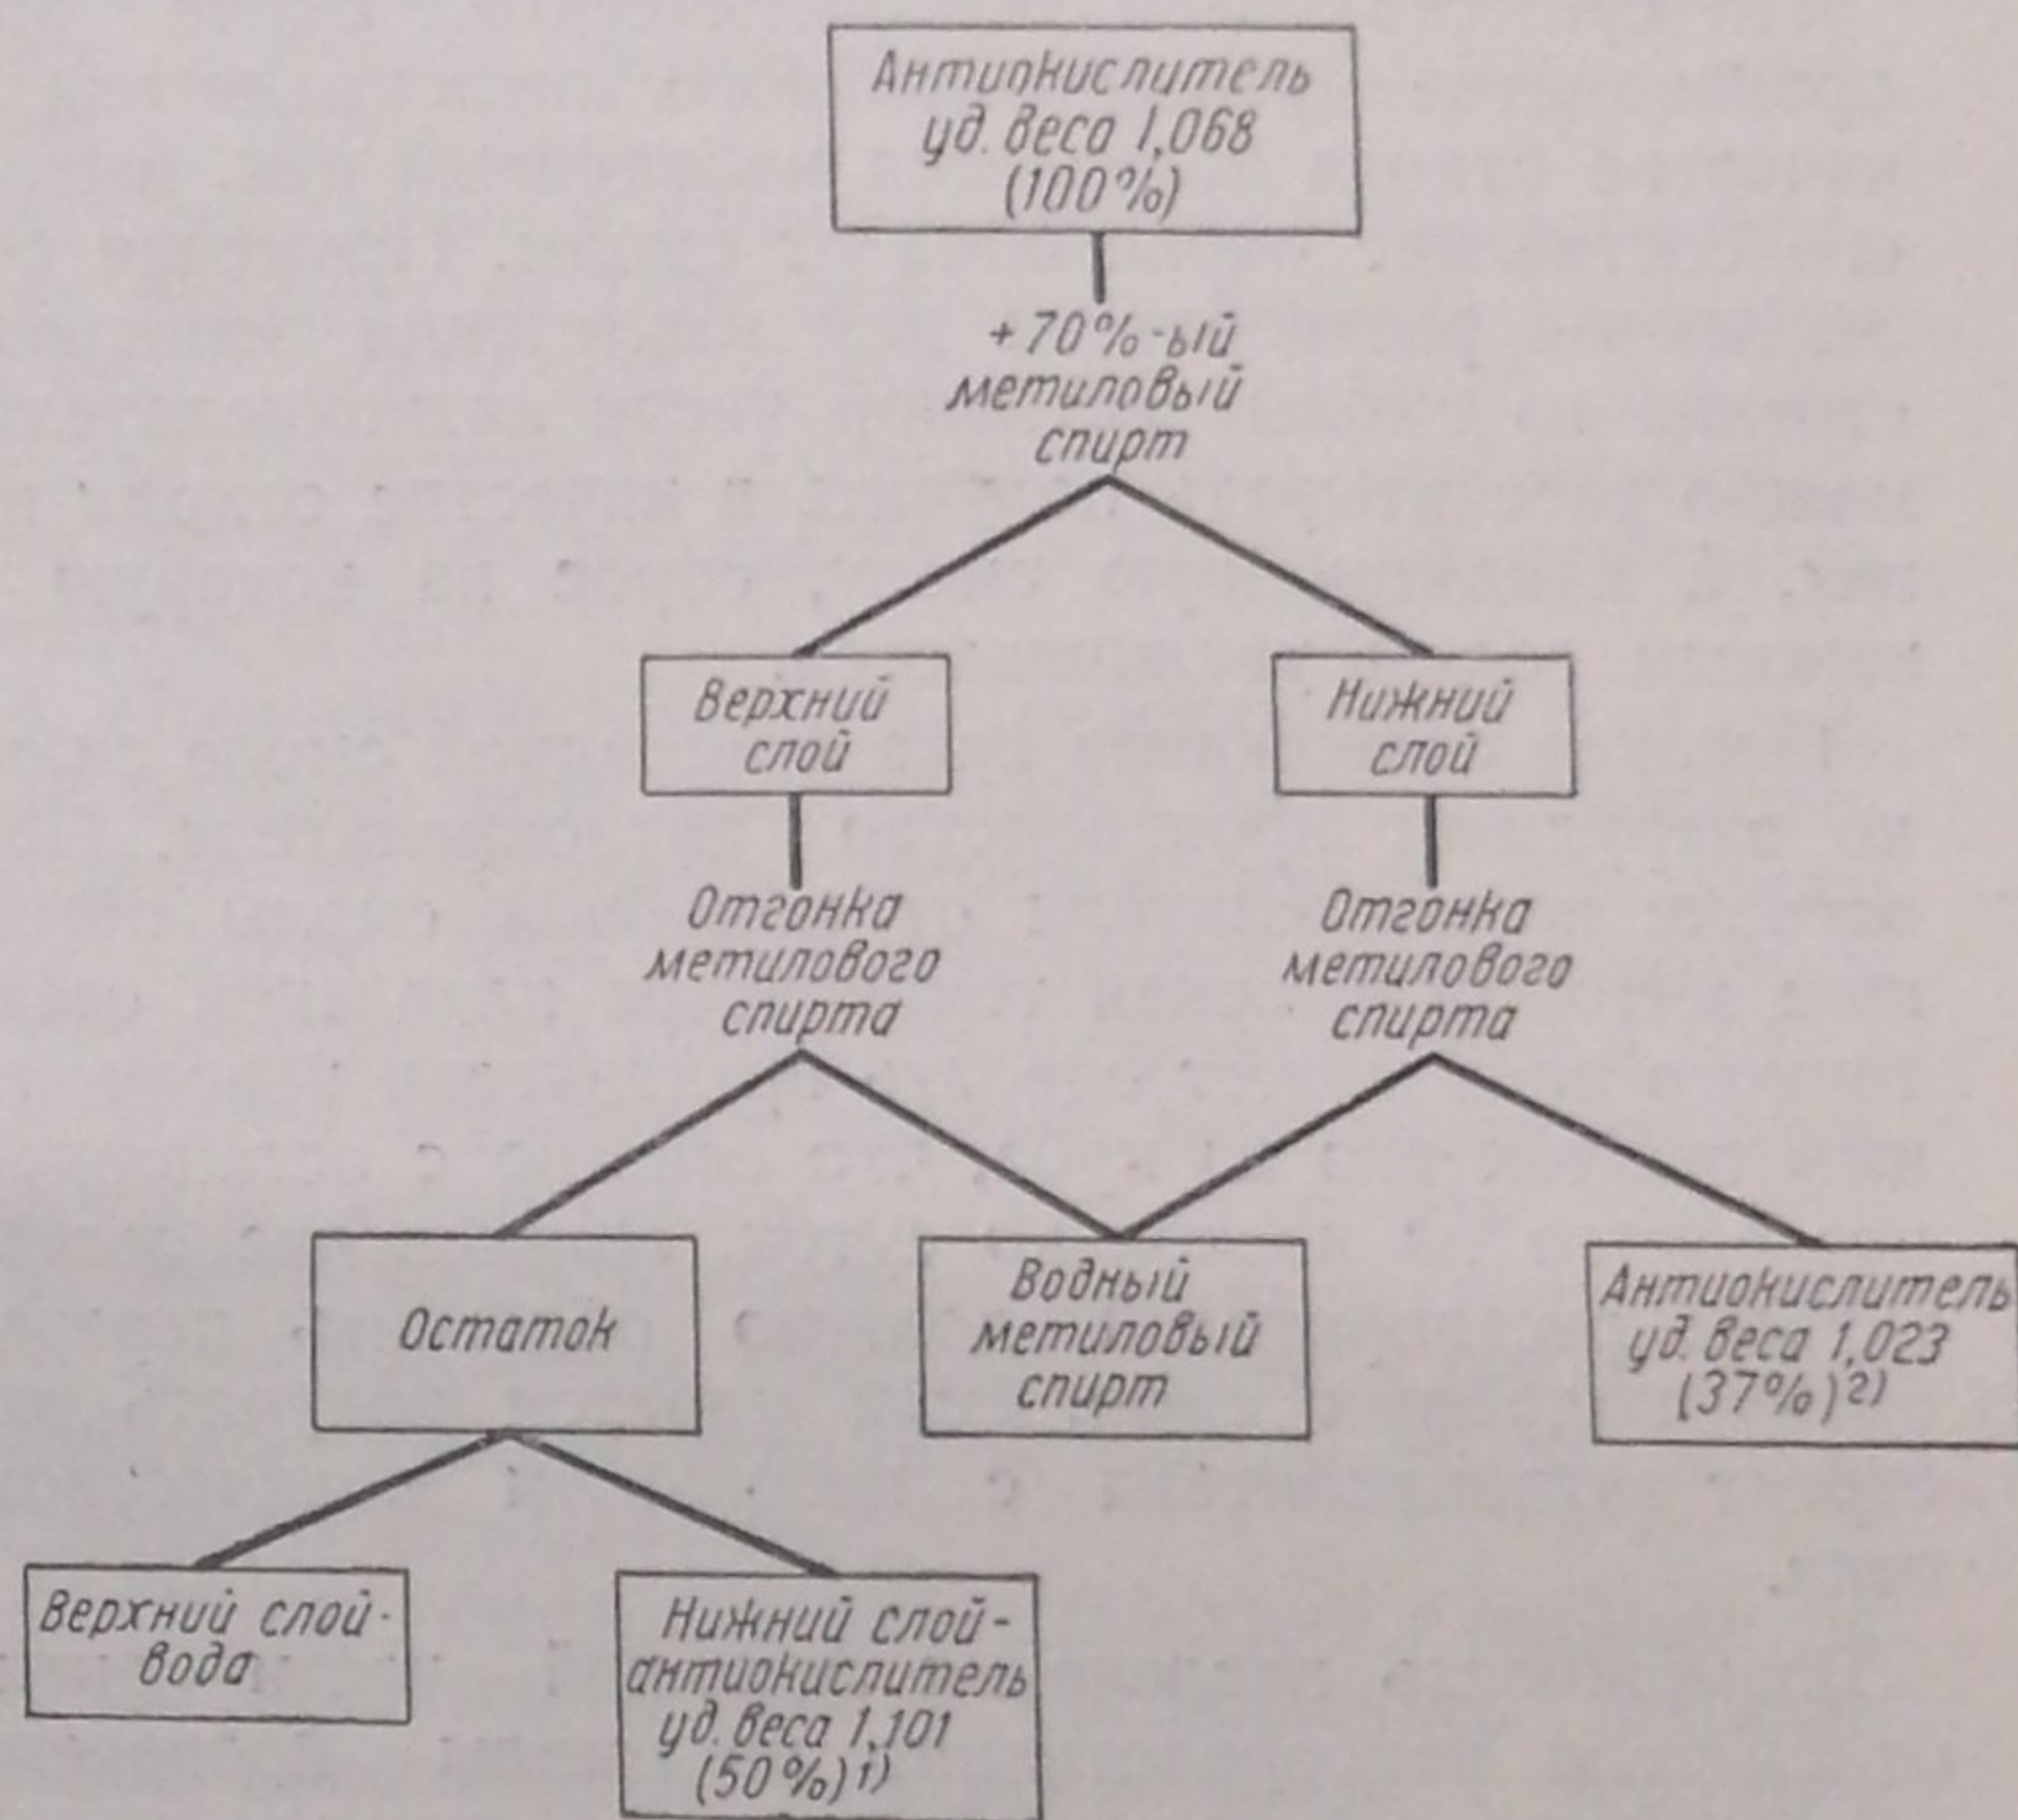 Антиокислитель
уд. веса 1,068
(100%)
+ 70%-ый
метиловый
спирт
Верхний
слой
Нижний
слой
Отгонка
метилового
спирта
Отгонка
метилового
спирта
Остаток
Водный
метиловый
спирт
Антиокислитель
уд. веса 1,023
(37%)2)
Верхний слой-
вода
Нижний слой-
антиокислитель
уд. веса 1,101
(50%)1)